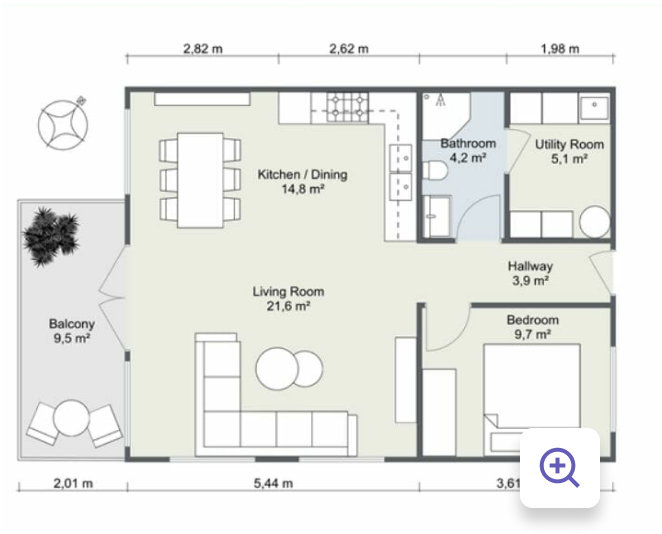 2,82 m
2,62 m
1,98 m
Bathroom
4,2 m²
Utility Room
5,1 m²
Kitchen / Dining
14,8 m²
Hallway
3,9 m²
Living Room
21,6 m²
Balcony
9,5 m²
Bedroom
9,7 m²
2,01 m
5,44 m
3,61